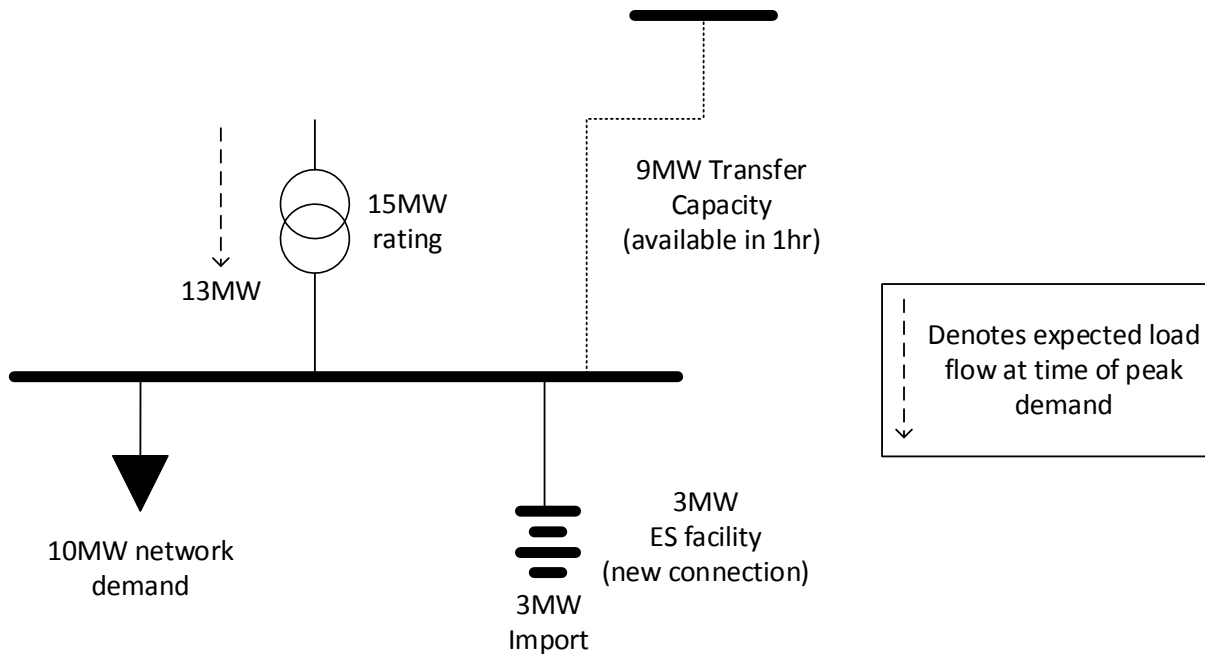 9MW Transfer
Capacity
(available in 1hr)
15MW
rating
13MW
Denotes expected load
flow at time of peak
demand
10MW network
demand
3MW
ES facility
(new connection)
3MW
Import